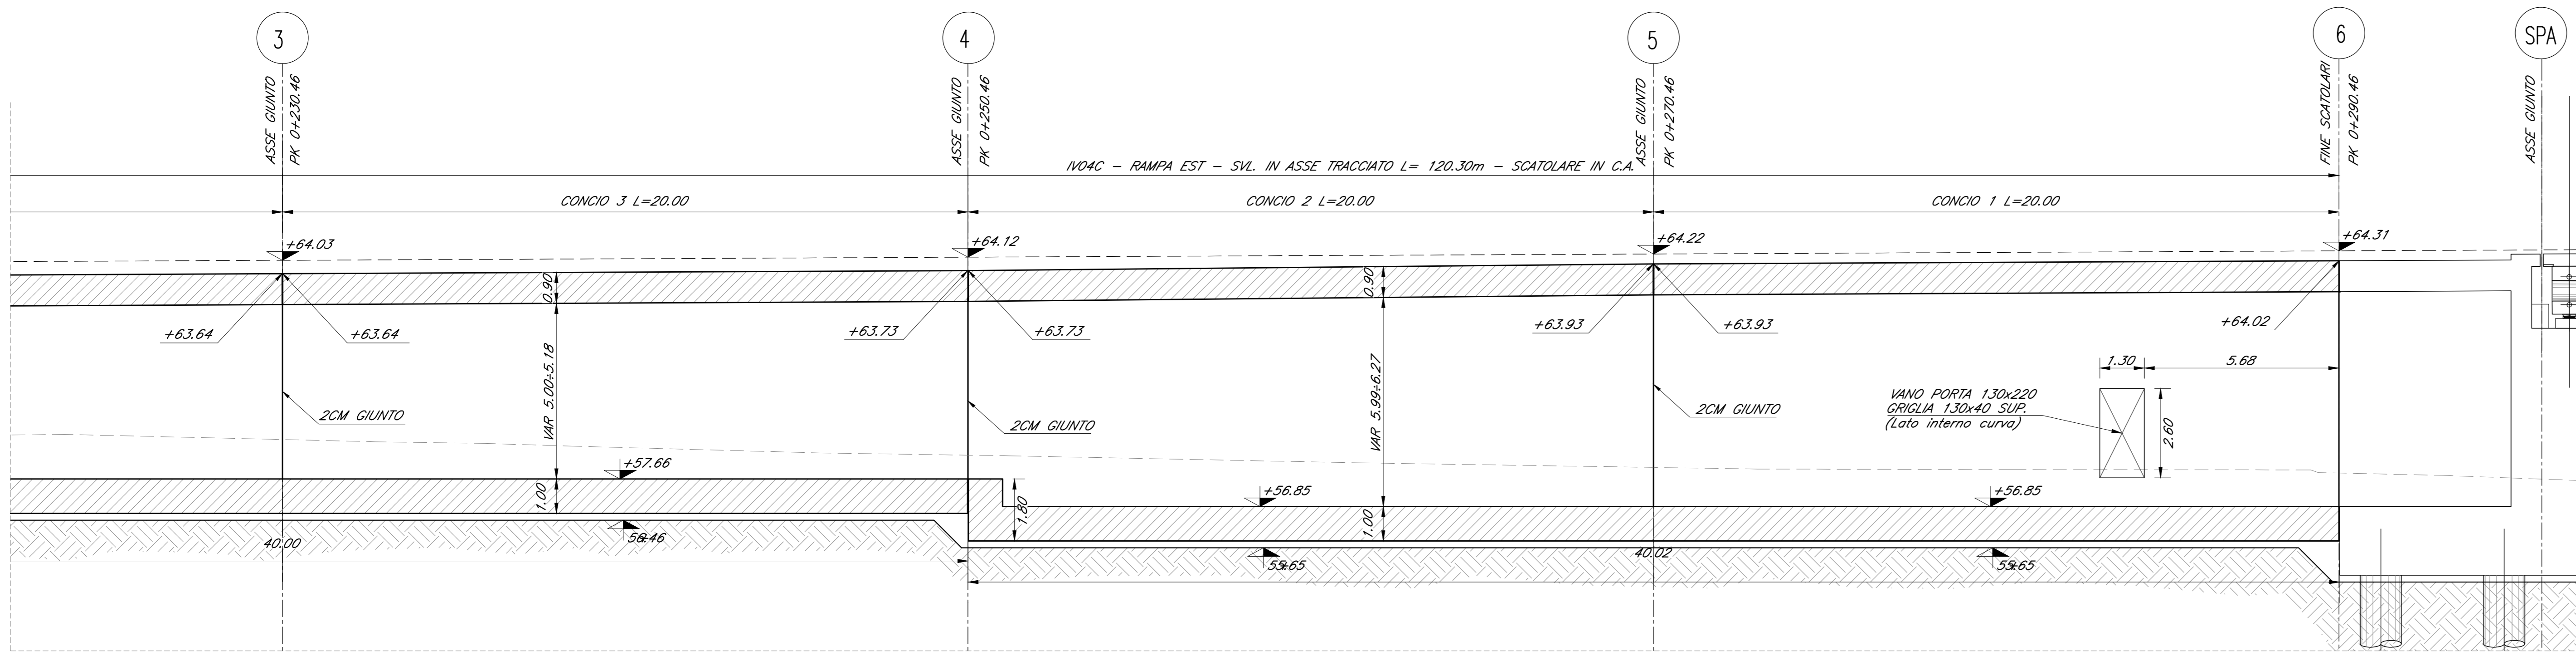 3
4
5
6
SPA
ASSE GIUNTO
PK 0+230.46
ASSE GIUNTO
PK 0+250.46
ASSE GIUNTO
PK 0+270.46
FINE SCATOLARI
PK 0+290.46
ASSE GIUNTO
IV04C - RAMPA EST - SVL. IN ASSE TRACCIATO L= 120.30m - SCATOLARE IN C.A.
CONCIO 3 L=20.00
CONCIO 2 L=20.00
CONCIO 1 L=20.00
+64.03
+64.12
+64.22
+64.31
0.90
0.90
+63.64
+63.64
+63.73
+63.73
+63.93
+63.93
+64.02
VAR 5.00÷5.18
VAR 5.99÷6.27
1.30
5.68
2CM GIUNTO
2CM GIUNTO
2CM GIUNTO
VANO PORTA 130x220
GRIGLIA 130x40 SUP.
(Lato interno curva)
2.60
+57.66
+56.85
+56.85
1.00
1.80
1.00
40.00
40.02